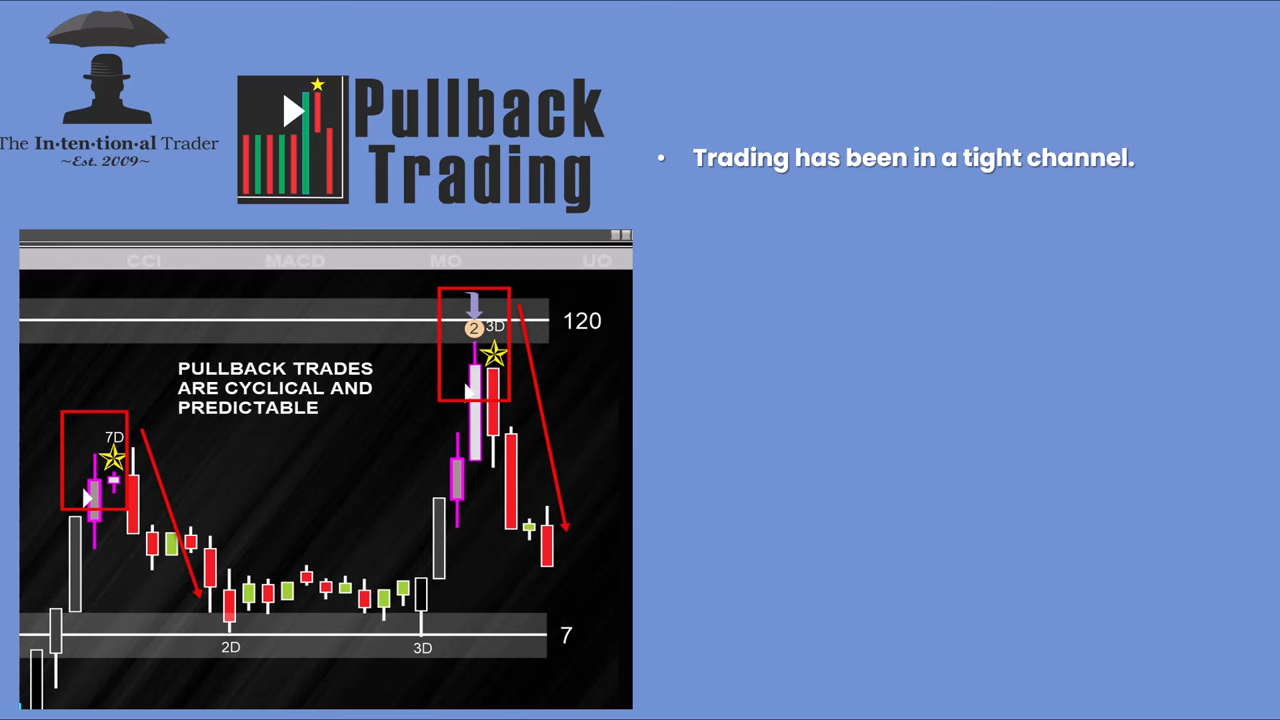 The In·ten·tion·al Trader
~Est. 2009~
Pullback
Trading
• Trading has been in a tight channel.
CCI MACD MO UO
120
2 3D
PULLBACK TRADES
ARE CYCLICAL AND
PREDICTABLE
7D
7
2D 3D